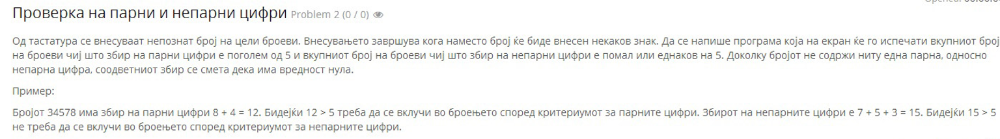 Проверка на парни и непарни цифри Problem 2 (0 / 0)
Од тастатура се внесуваат непознат број на цели броеви. Внесувањето завршува кога наместо број ќе биде внесен некаков знак. Да се напише програма која на екран ќе го испечати вкупниот број
на броеви чиј што збир на парни цифри е поголем од 5 и вкупниот број на броеви чиј што збир на непарни цифри е помал или еднаков на 5. Доколку бројот не содржи ниту една парна, односно
непарна цифра, соодветниот збир се смета дека има вредност нула.
Пример:
Бројот 34578 има збир на парни цифри 8 + 4 = 12. Бидејќи 12 > 5 треба да се вклучи во броењето според критериумот за парните цифри. Збирот на непарните цифри е 7 + 5 + 3 = 15. Бидејќи 15 > 5
не треба да се вклучи во броењето според критериумот за непарните цифри.